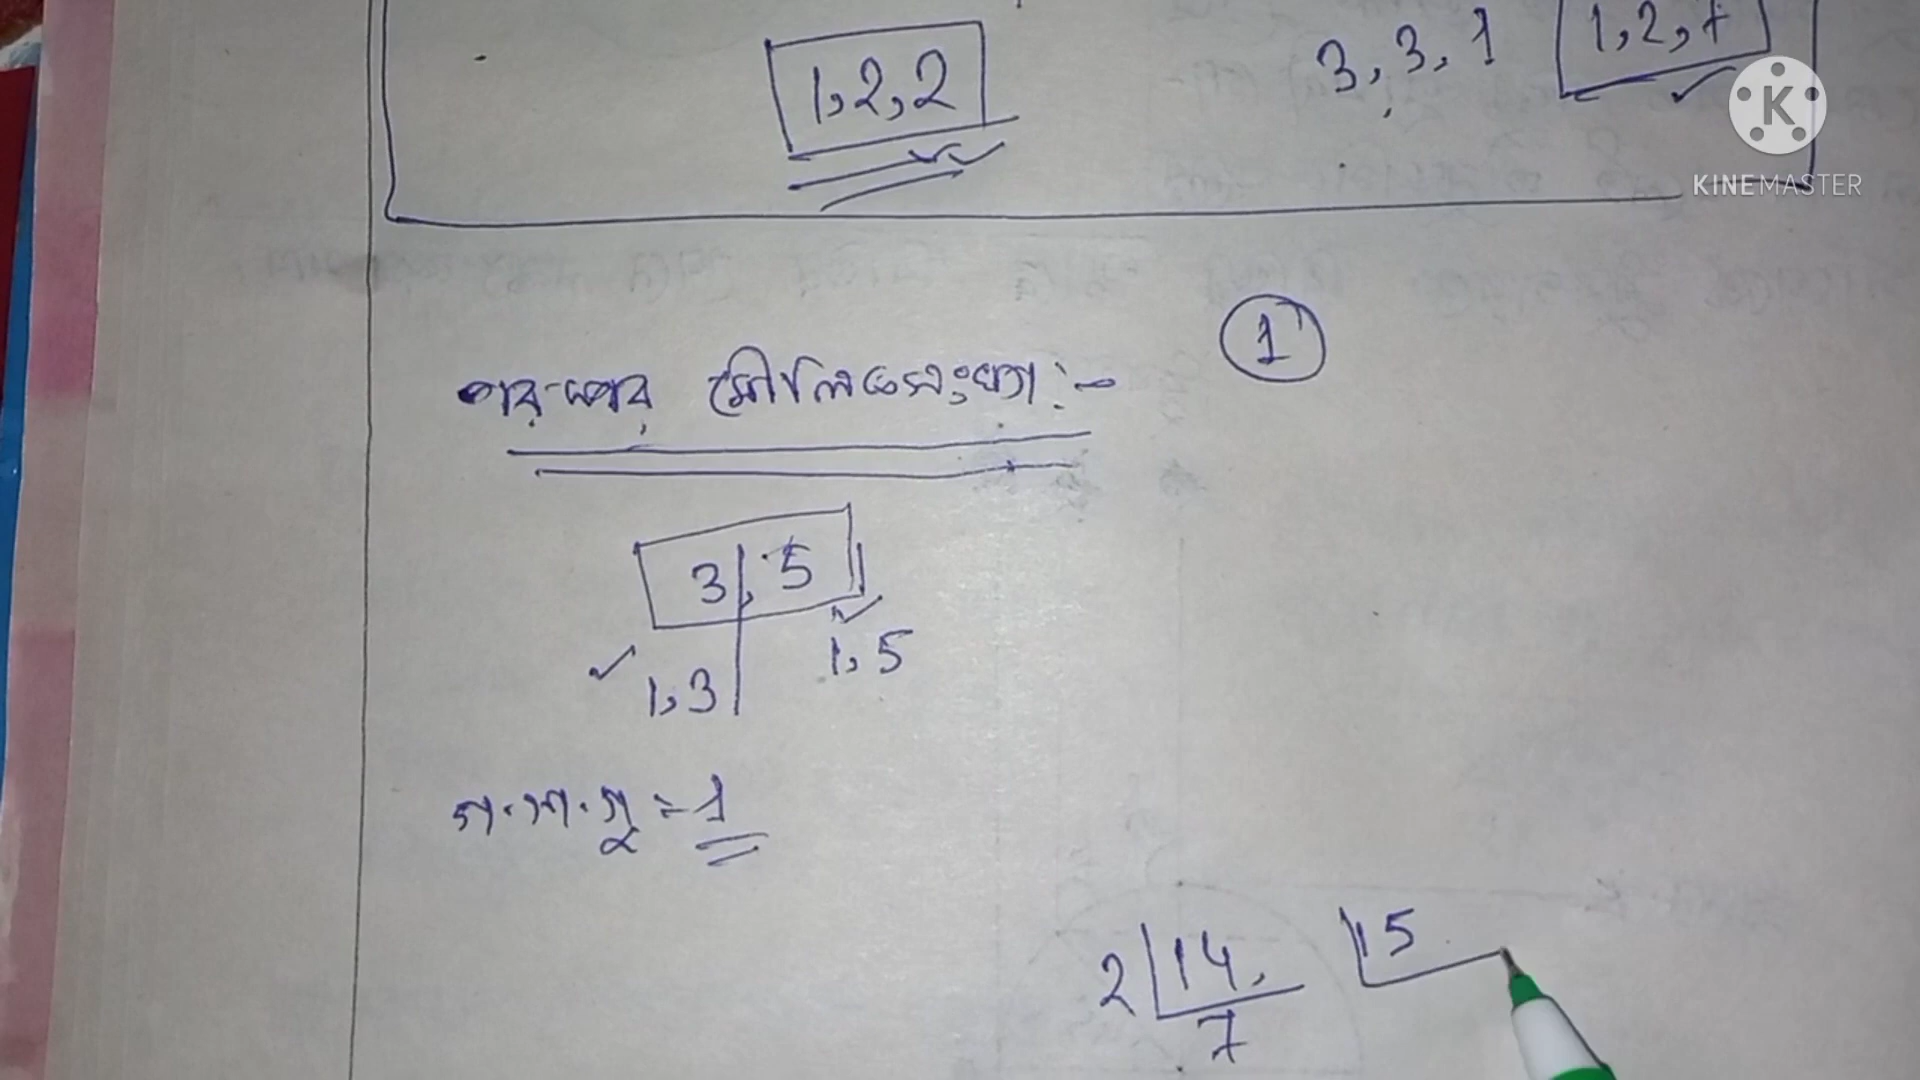 1,2,2
3,3,1 1,2,7
KINEMASTER
1
পরস্পর মৌলিকসংখ্যা:-
3, 5
1,3
1,5
গ.সা.গু = 1
2 14, 15
7